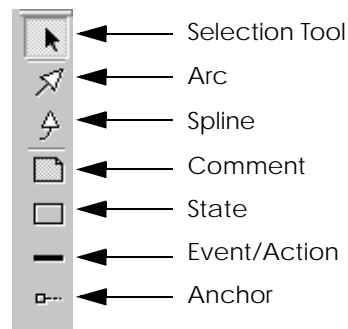 Selection Tool
Arc
Spline
Comment
State
Event/Action
Anchor